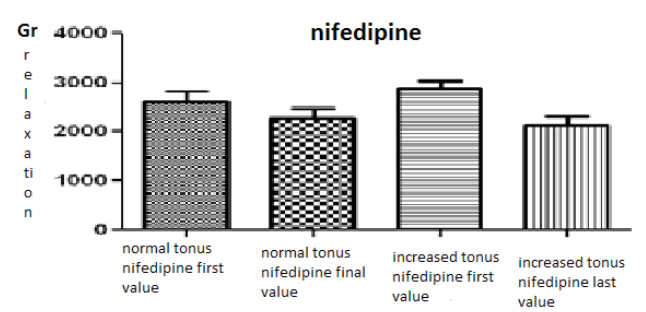 nifedipine
Gr
relaxation
4000
3000
2000
1000
0
normal tonus
nifedipine first
value
normal tonus
nifedipine final
value
increased tonus
nifedipine first
value
increased tonus
nifedipine last
value